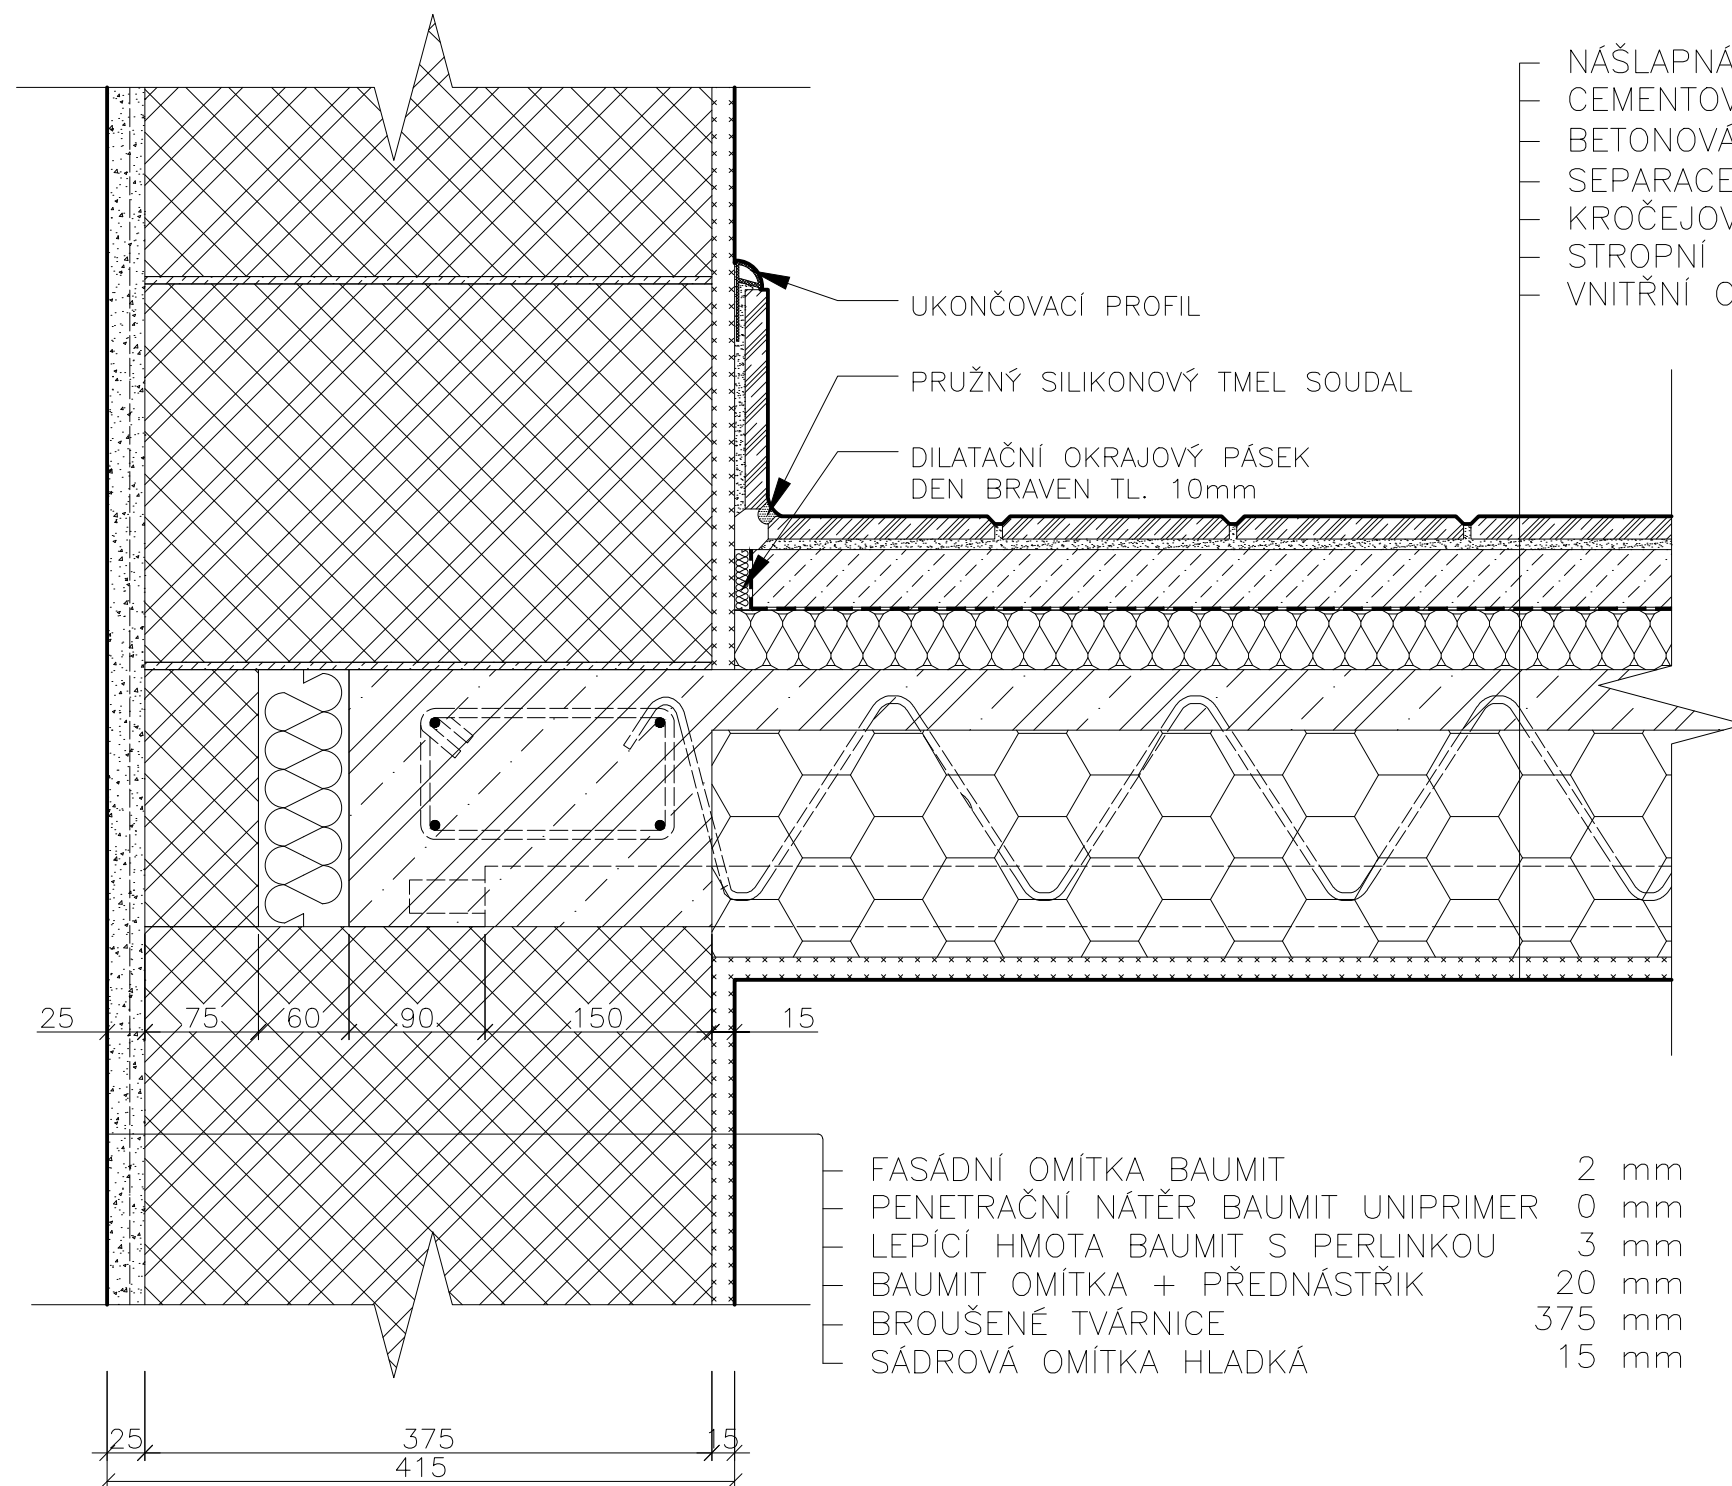 NÁŠLAPNÁ
CEMENTOV
BETONOVÁ
SEPARACE
KROČEJOV
STROPNÍ
VNITŘNÍ O
UKONČOVACÍ PROFIL
PRUŽNÝ SILIKONOVÝ TMEL SOUDAL
DILATAČNÍ OKRAJOVÝ PÁSEK
DEN BRAVEN TL. 10mm
25 75 60 90 150 15
FASÁDNÍ OMÍTKA BAUMIT 2 mm
PENETRAČNÍ NÁTĚR BAUMIT UNIPRIMER 0 mm
LEPÍCÍ HMOTA BAUMIT S PERLINKOU 3 mm
BAUMIT OMÍTKA + PŘEDNÁSTŘIK 20 mm
BROUŠENÉ TVÁRNICE 375 mm
SÁDROVÁ OMÍTKA HLADKÁ 15 mm
25 375 15
415